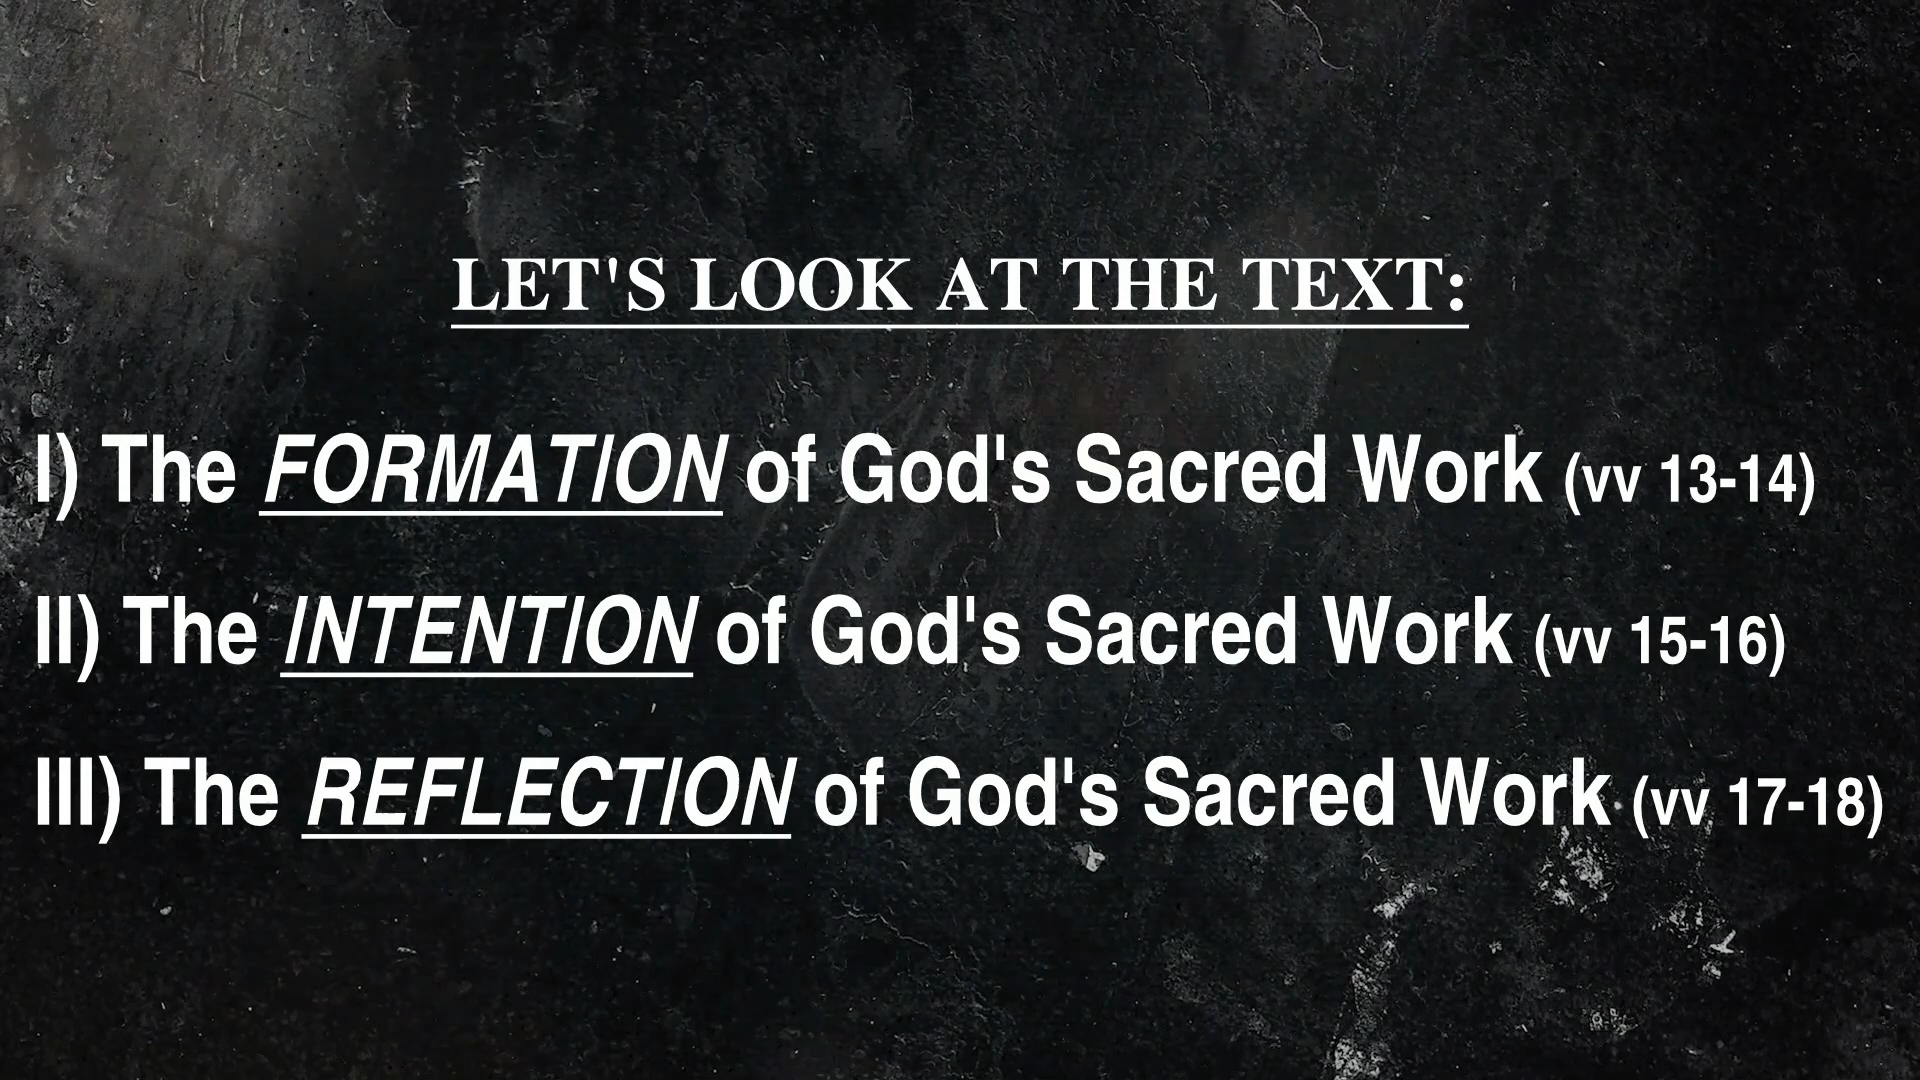 LET'S LOOK AT THE TEXT:
I) The FORMATION of God's Sacred Work (vv 13-14)
II) The INTENTION of God's Sacred Work (vv 15-16)
III) The REFLECTION of God's Sacred Work (vv 17-18)